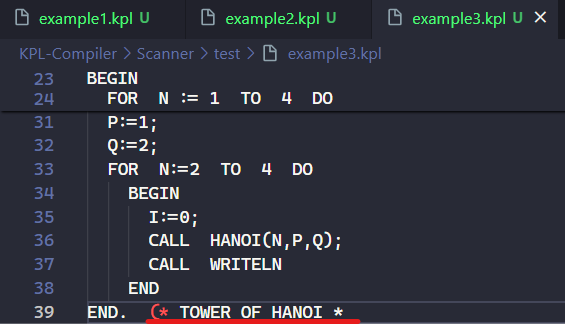 example1.kpl U example2.kpl U example3.kpl U ×
KPL-Compiler > Scanner > test > example3.kpl
23 BEGIN
24 FOR N := 1 TO 4 DO
31 P:=1;
32 Q:=2;
33 FOR N:=2 TO 4 DO
34 BEGIN
35 I:=0;
36 CALL HANOI(N,P,Q);
37 CALL WRITELN
38 END
39 END. (* TOWER OF HANOI *